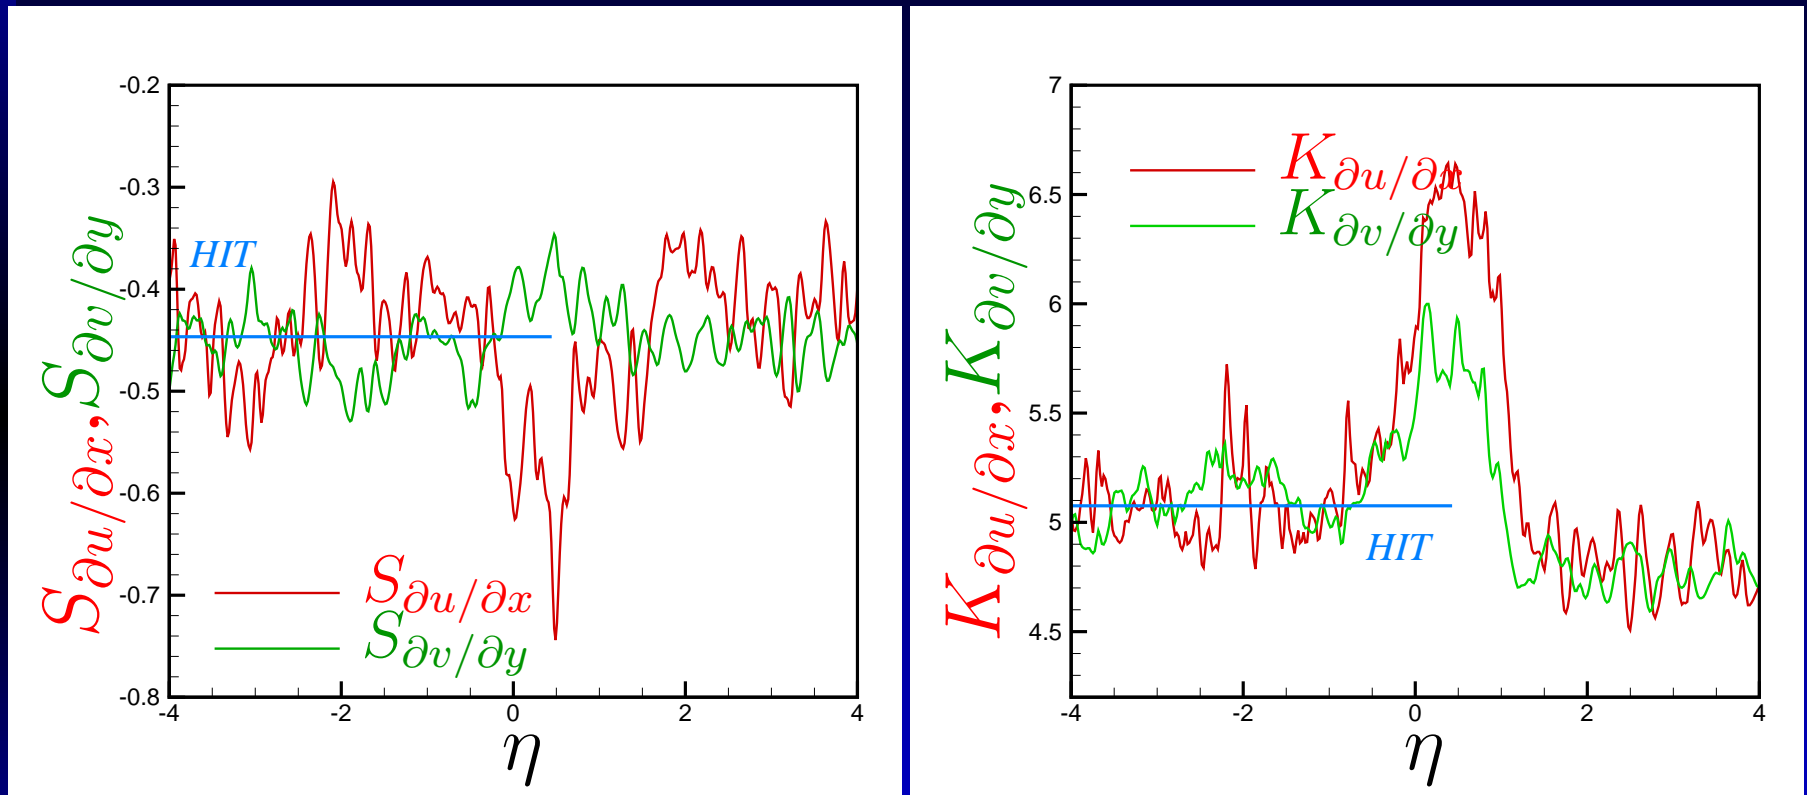 -0.2
-0.3
-0.4
-0.5
-0.6
-0.7
-0.8
-4
-2
0
2
4
S∂u/∂x, S∂v/∂y
HIT
S∂u/∂x
S∂v/∂y
η
7
6.5
6
5.5
5
4.5
-4
-2
0
2
4
K∂u/∂x, K∂v/∂y
K∂u/∂x
K∂v/∂y
HIT
η